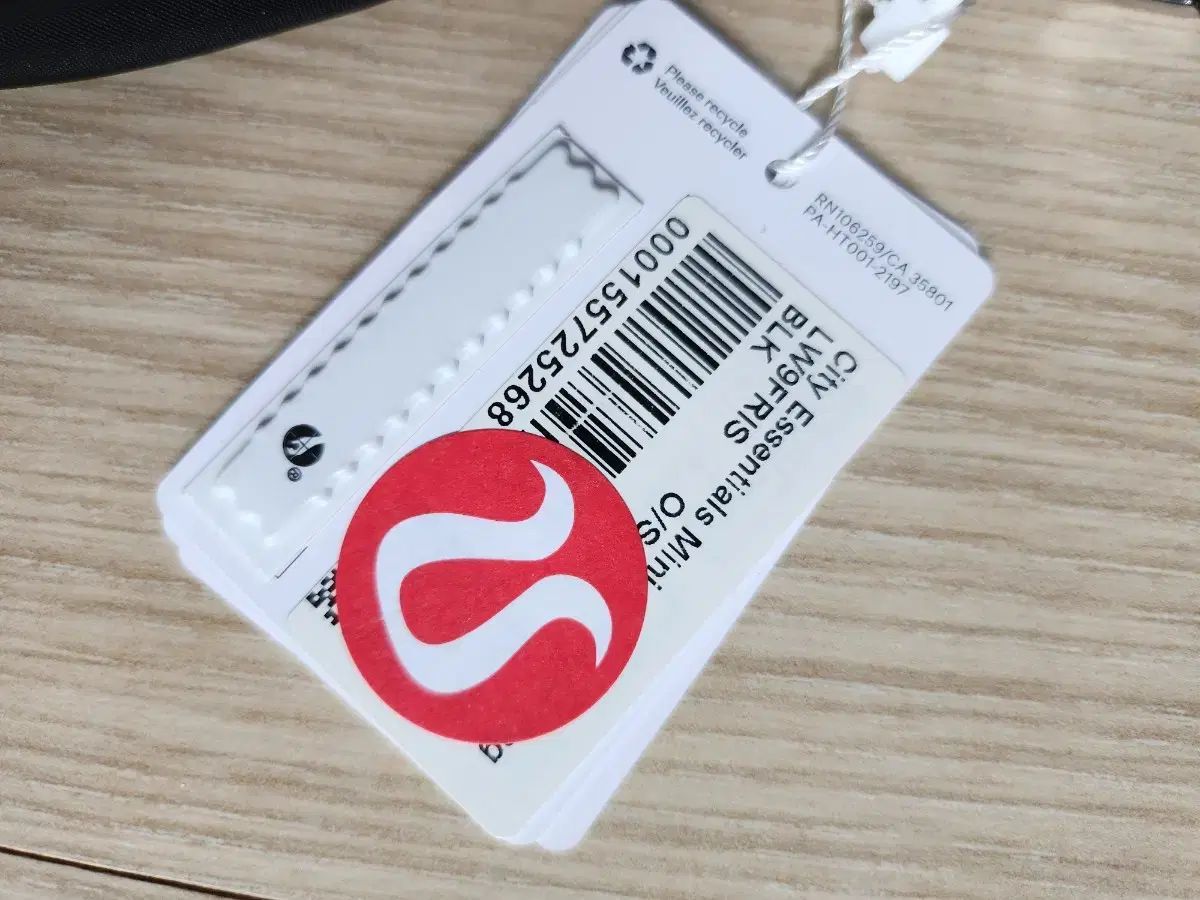 Please recycle
Veuillez recycler
RN106259/CA 35801
PA-HT001-2197
City Essentials Mini
LW9FRIS O/S
BLK
000155725268
®